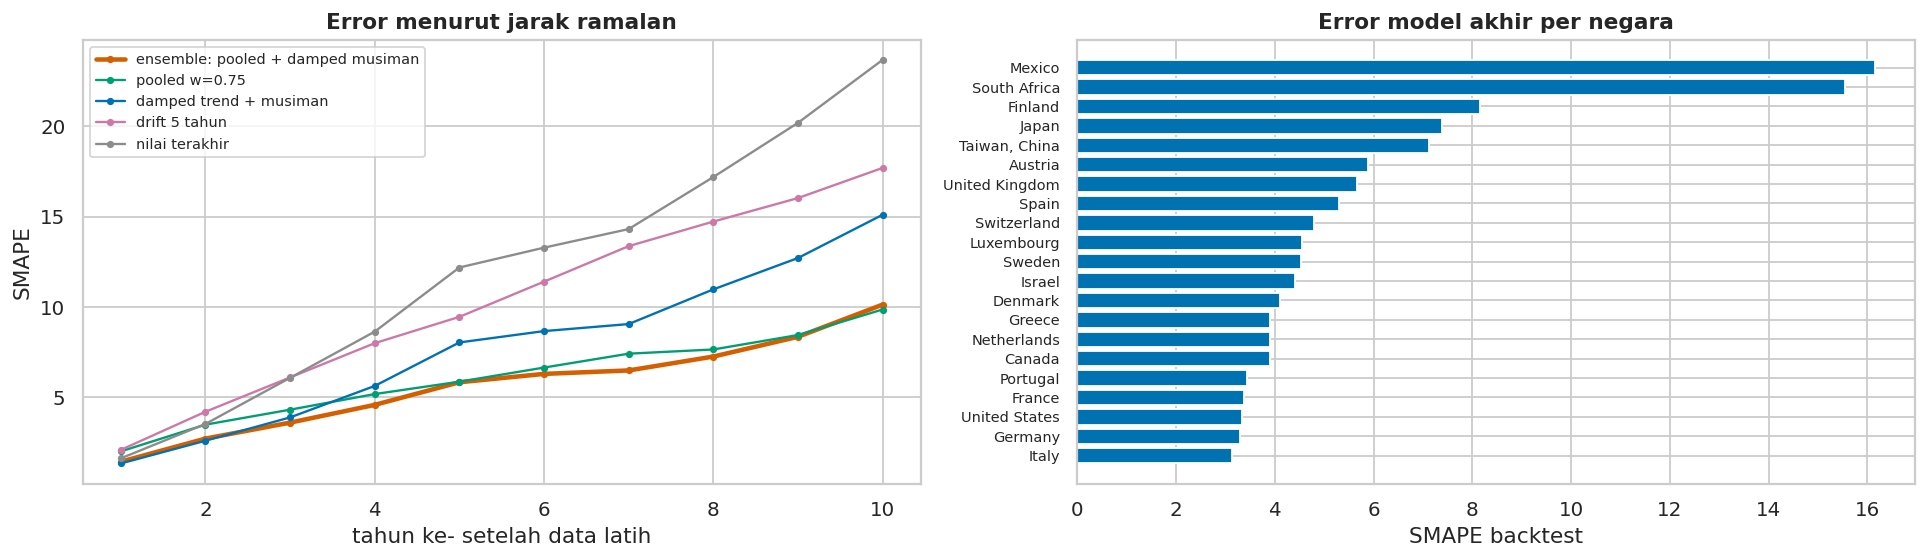 Error menurut jarak ramalan
ensemble: pooled + damped musiman
pooled w=0.75
damped trend + musiman
drift 5 tahun
nilai terakhir
SMAPE
20
15
10
5
2
4
6
8
10
tahun ke- setelah data latih
Error model akhir per negara
Mexico
South Africa
Finland
Japan
Taiwan, China
Austria
United Kingdom
Spain
Switzerland
Luxembourg
Sweden
Israel
Denmark
Greece
Netherlands
Canada
Portugal
France
United States
Germany
Italy
0
2
4
6
8
10
12
14
16
SMAPE backtest